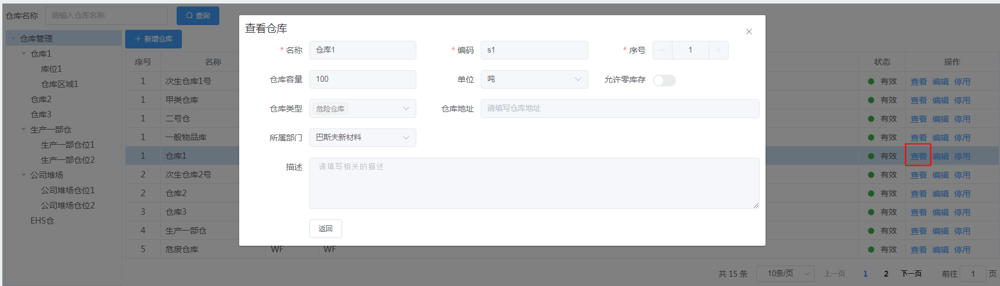 仓库名称 请输入仓库名称 查询
仓库管理
仓库1
库位1
仓库区域1
仓库2
仓库3
生产一部仓
生产一部仓位1
生产一部仓位2
公司堆场
公司堆场仓位1
公司堆场仓位2
EHS仓
新增仓库
序号 名称 状态 操作
1 次生仓库1号 有效 查看 编辑 停用
1 甲类仓库 有效 查看 编辑 停用
1 二号仓 有效 查看 编辑 停用
1 一般物品库 有效 查看 编辑 停用
1 仓库1 有效 查看 编辑 停用
2 次生仓库2号 有效 查看 编辑 停用
2 仓库2 有效 查看 编辑 停用
3 仓库3 有效 查看 编辑 停用
4 生产一部仓 有效 查看 编辑 停用
5 危废仓库 WF WF 有效 查看 编辑 停用
共 15 条 10条/页 上一页 1 2 下一页 前往 1 页
查看仓库
* 名称 仓库1 * 编码 s1 * 序号 1
仓库容量 100 单位 吨 允许零库存
仓库类型 危险仓库 仓库地址 请填写仓库地址
所属部门 巴斯夫新材料
描述 请填写相关的描述
返回